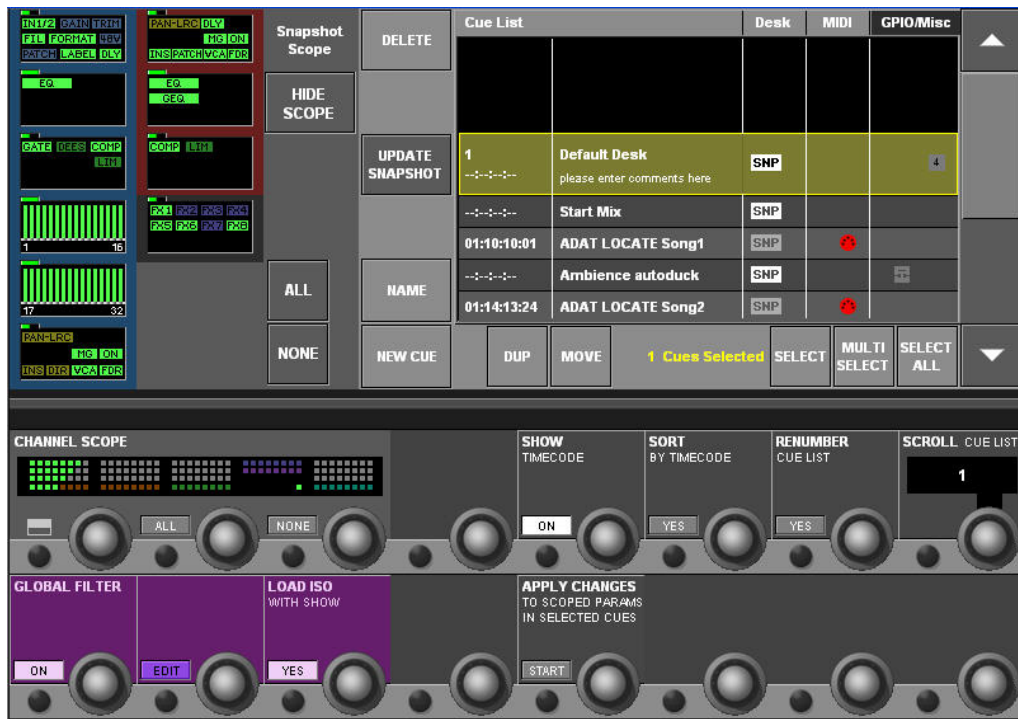 IN1/2 GAIN TRIM
FIL FORMAT 48V
PATCH LABEL DLY
EQ
GATE DEES COMP
LIM
1 16
17 32
PAN-LRC
MG ON
INS DIR VCA FDR
PAN-LRC DLY
MG ON
INS PATCH VCA FDR
EQ
GEQ
COMP LIM
FX1 FX2 FX3 FX4
FX5 FX6 FX7 FX8
Snapshot
Scope
HIDE
SCOPE
ALL
NONE
DELETE
UPDATE
SNAPSHOT
NAME
NEW CUE
Cue List Desk MIDI GPIO/Misc
1 Default Desk SNP 4
--:--:--:-- please enter comments here
--:--:--:-- Start Mix SNP
01:10:10:01 ADAT LOCATE Song1 SNP
--:--:--:-- Ambience autoduck SNP
01:14:13:24 ADAT LOCATE Song2 SNP
DUP MOVE 1 Cues Selected SELECT
MULTI
SELECT
SELECT
ALL
CHANNEL SCOPE
ALL NONE
SHOW
TIMECODE
ON
SORT
BY TIMECODE
YES
RENUMBER
CUE LIST
YES
SCROLL CUE LIST
1
GLOBAL FILTER
ON EDIT
LOAD ISO
WITH SHOW
YES
APPLY CHANGES
TO SCOPED PARAMS
IN SELECTED CUES
START